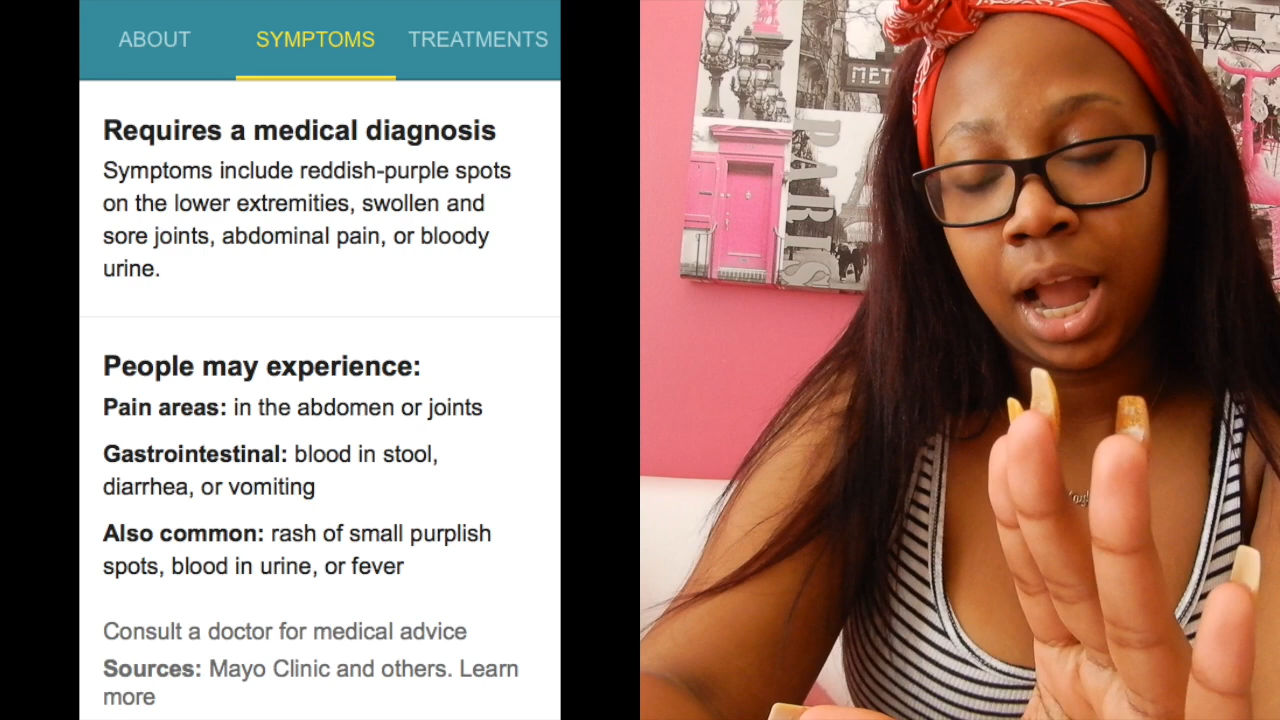 ABOUT SYMPTOMS TREATMENTS
Requires a medical diagnosis
Symptoms include reddish-purple spots
on the lower extremities, swollen and
sore joints, abdominal pain, or bloody
urine.
People may experience:
Pain areas: in the abdomen or joints
Gastrointestinal: blood in stool,
diarrhea, or vomiting
Also common: rash of small purplish
spots, blood in urine, or fever
Consult a doctor for medical advice
Sources: Mayo Clinic and others. Learn
more
MET
PARIS